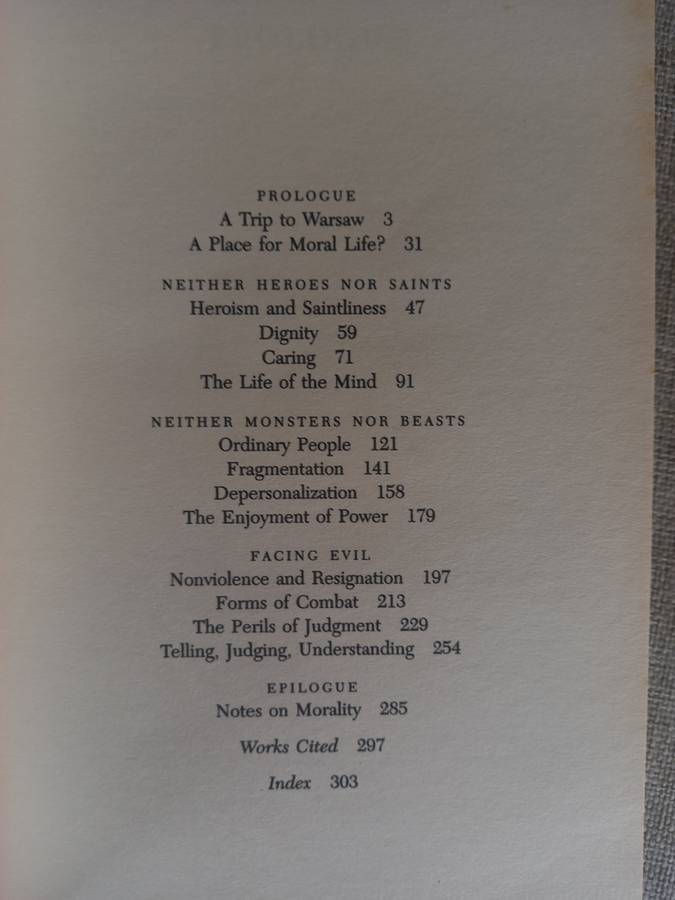 PROLOGUE
A Trip to Warsaw 3
A Place for Moral Life? 31
NEITHER HEROES NOR SAINTS
Heroism and Saintliness 47
Dignity 59
Caring 71
The Life of the Mind 91
NEITHER MONSTERS NOR BEASTS
Ordinary People 121
Fragmentation 141
Depersonalization 158
The Enjoyment of Power 179
FACING EVIL
Nonviolence and Resignation 197
Forms of Combat 213
The Perils of Judgment 229
Telling, Judging, Understanding 254
EPILOGUE
Notes on Morality 285
Works Cited 297
Index 303